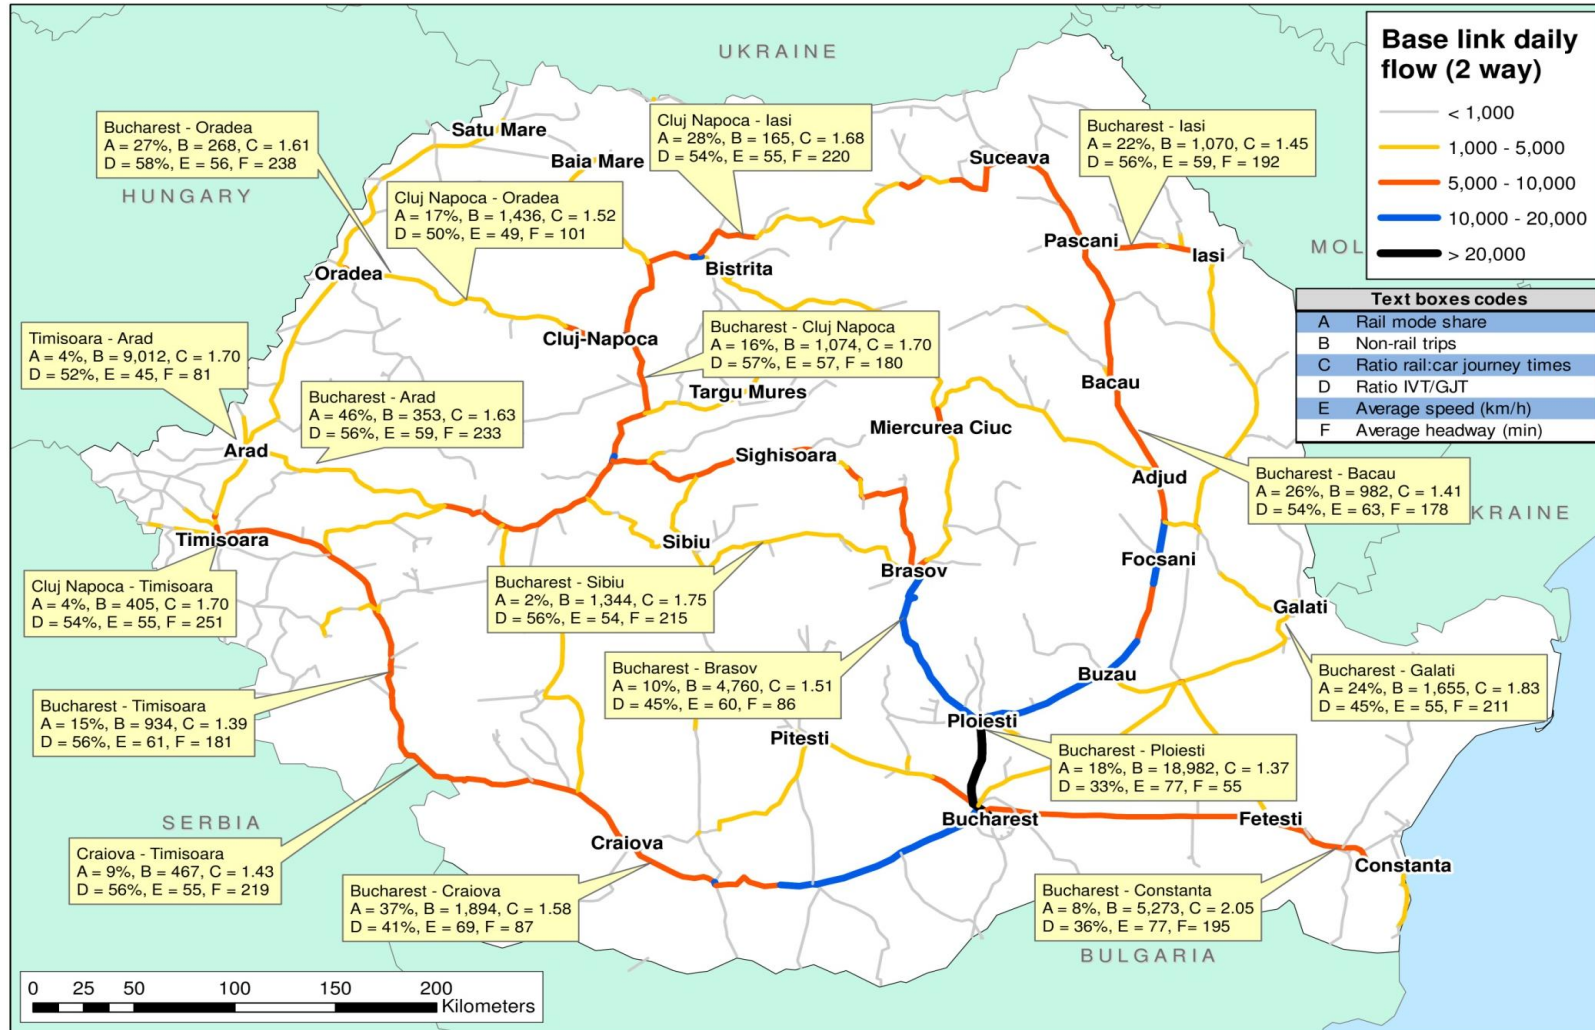 UKRAINE
Base link daily
flow (2 way)
< 1,000
1,000 - 5,000
5,000 - 10,000
10,000 - 20,000
> 20,000
Text boxes codes
A Rail mode share
B Non-rail trips
C Ratio rail:car journey times
D Ratio IVT/GJT
E Average speed (km/h)
F Average headway (min)
Bucharest - Oradea
A = 27%, B = 268, C = 1.61
D = 58%, E = 56, F = 238
Satu Mare
Baia Mare
Cluj Napoca - Iasi
A = 28%, B = 165, C = 1.68
D = 54%, E = 55, F = 220
Suceava
Bucharest - Iasi
A = 22%, B = 1,070, C = 1.45
D = 56%, E = 59, F = 192
HUNGARY
Cluj Napoca - Oradea
A = 17%, B = 1,436, C = 1.52
D = 50%, E = 49, F = 101
Pascani
Iasi
MOL
Oradea
Bistrita
Timisoara - Arad
A = 4%, B = 9,012, C = 1.70
D = 52%, E = 45, F = 81
Cluj-Napoca
Bucharest - Cluj Napoca
A = 16%, B = 1,074, C = 1.70
D = 57%, E = 57, F = 180
Bacau
Targu Mures
Bucharest - Arad
A = 46%, B = 353, C = 1.63
D = 56%, E = 59, F = 233
Miercurea Ciuc
Arad
Sighisoara
Adjud
Bucharest - Bacau
A = 26%, B = 982, C = 1.41
D = 54%, E = 63, F = 178
KRAINE
Timisoara
Sibiu
Focsani
Brasov
Cluj Napoca - Timisoara
A = 4%, B = 405, C = 1.70
D = 54%, E = 55, F = 251
Bucharest - Sibiu
A = 2%, B = 1,344, C = 1.75
D = 56%, E = 54, F = 215
Galati
Bucharest - Brasov
A = 10%, B = 4,760, C = 1.51
D = 45%, E = 60, F = 86
Buzau
Bucharest - Galati
A = 24%, B = 1,655, C = 1.83
D = 45%, E = 55, F = 211
Bucharest - Timisoara
A = 15%, B = 934, C = 1.39
D = 56%, E = 61, F = 181
Ploiesti
Pitesti
Bucharest - Ploiesti
A = 18%, B = 18,982, C = 1.37
D = 33%, E = 77, F = 55
SERBIA
Bucharest
Fetesti
Craiova
Craiova - Timisoara
A = 9%, B = 467, C = 1.43
D = 56%, E = 55, F = 219
Constanta
Bucharest - Craiova
A = 37%, B = 1,894, C = 1.58
D = 41%, E = 69, F = 87
Bucharest - Constanta
A = 8%, B = 5,273, C = 2.05
D = 36%, E = 77, F= 195
BULGARIA
0 25 50 100 150 200
Kilometers